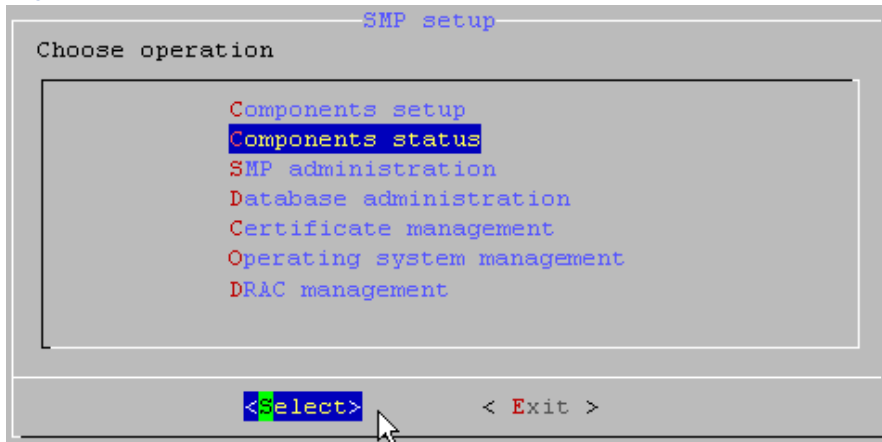 SMP setup
Choose operation
Components setup
Components status
SMP administration
Database administration
Certificate management
Operating system management
DRAC management
<Select> < Exit >